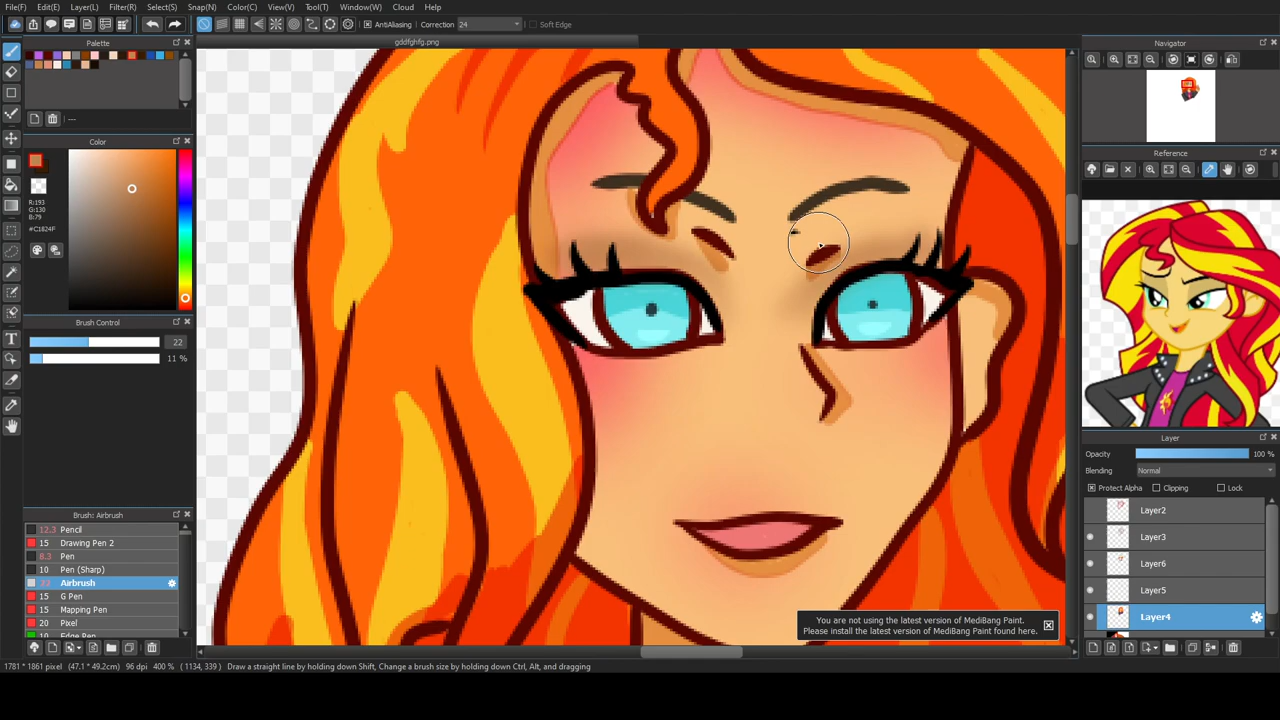 File(F) Edit(E) Layer(L) Filter(R) Select(S) Snap(N) Color(C) View(V) Tool(T) Window(W) Cloud Help
AntiAliasing Correction 24 Soft Edge
Palette
gddfghfg.png
Navigator
---
Color
Reference
R:193
G:130
B:79
#C1824F
Brush Control
22
11 %
Layer
Opacity 100 %
Blending Normal
Protect Alpha Clipping Lock
Brush: Airbrush
12.3 Pencil
15 Drawing Pen 2
8.3 Pen
10 Pen (Sharp)
22 Airbrush
15 G Pen
15 Mapping Pen
20 Pixel
10 Edge Pen
Layer2
Layer3
Layer6
Layer5
Layer4
You are not using the latest version of MediBang Paint.
Please install the latest version of MediBang Paint found here.
1781 * 1861 pixel (47.1 * 49.2cm) 96 dpi 400 % ( 1134, 339 ) Draw a straight line by holding down Shift, Change a brush size by holding down Ctrl, Alt, and dragging